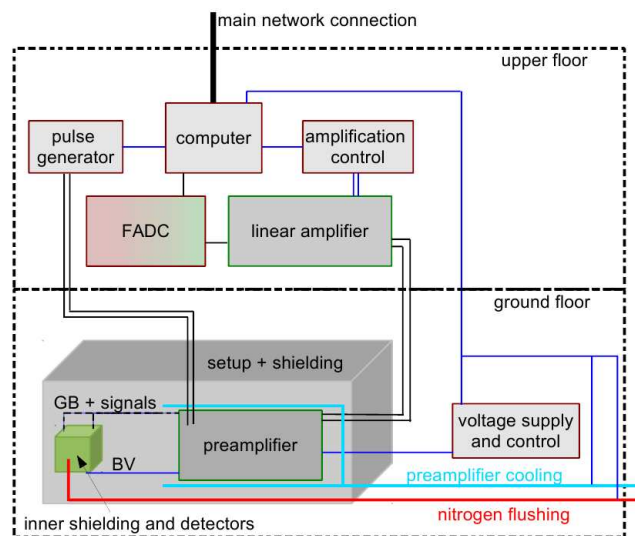 main network connection
upper floor
pulse
generator
computer
amplification
control
FADC
linear amplifier
ground floor
setup + shielding
GB + signals
preamplifier
voltage supply
and control
BV
preamplifier cooling
nitrogen flushing
inner shielding and detectors